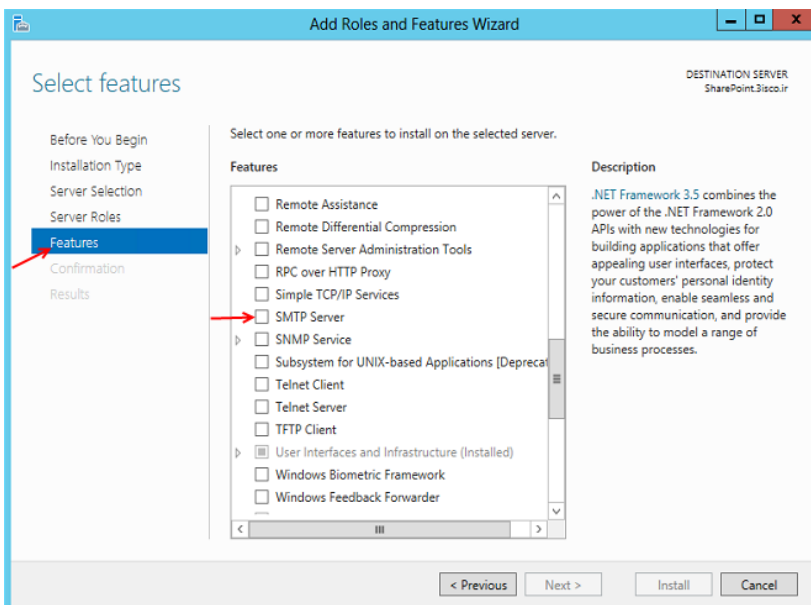 Add Roles and Features Wizard
Select features
DESTINATION SERVER
SharePoint.3isco.ir
Before You Begin
Installation Type
Server Selection
Server Roles
Features
Confirmation
Results
Select one or more features to install on the selected server.
Features
Remote Assistance
Remote Differential Compression
Remote Server Administration Tools
RPC over HTTP Proxy
Simple TCP/IP Services
SMTP Server
SNMP Service
Subsystem for UNIX-based Applications [Deprecat
Telnet Client
Telnet Server
TFTP Client
User Interfaces and Infrastructure (Installed)
Windows Biometric Framework
Windows Feedback Forwarder
Description
.NET Framework 3.5 combines the
power of the .NET Framework 2.0
APIs with new technologies for
building applications that offer
appealing user interfaces, protect
your customers' personal identity
information, enable seamless and
secure communication, and provide
the ability to model a range of
business processes.
< Previous
Next >
Install
Cancel